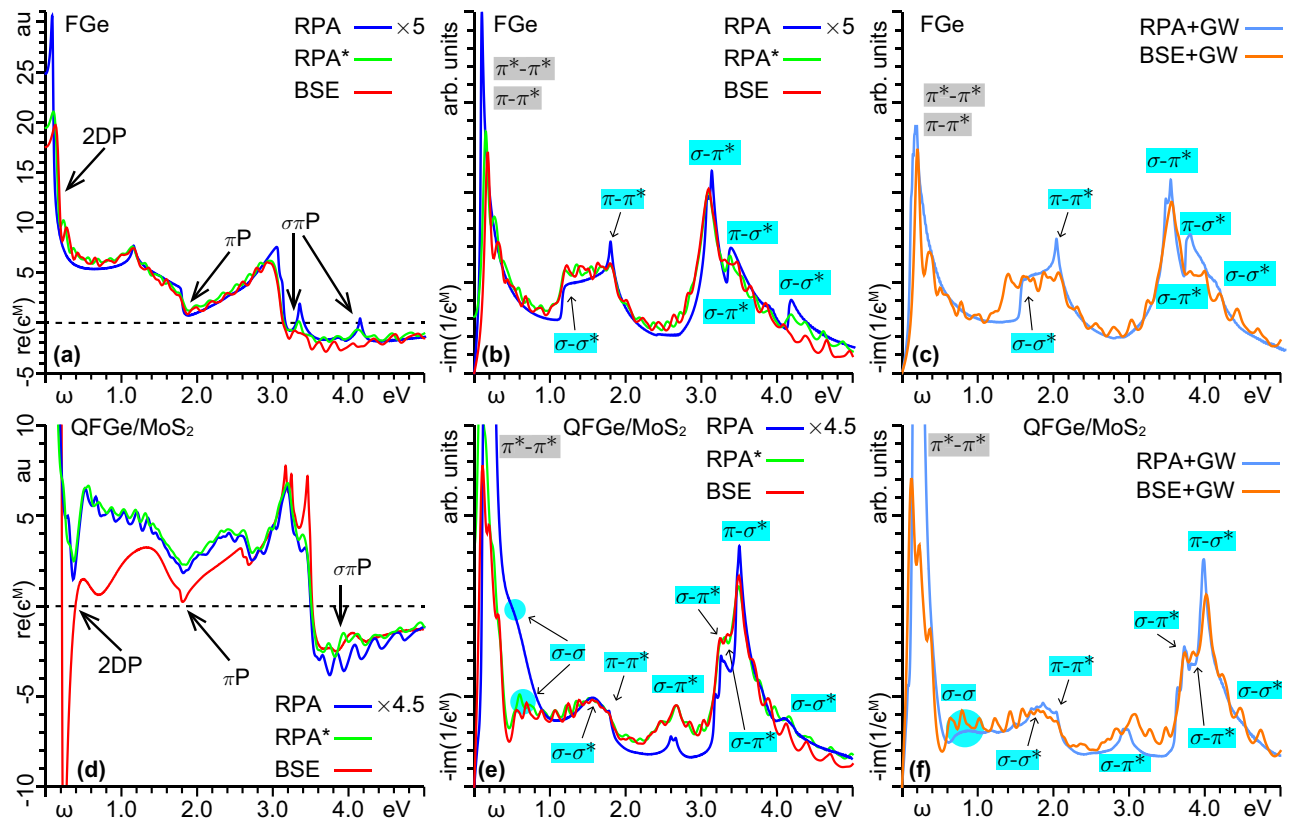 au
FGe
RPA ×5
RPA*
BSE
25
20
15
10
5
0
-5
re(ϵᴹ)
2DP
πP
σπP
(a)
ω 1.0 2.0 3.0 4.0 eV
arb. units
FGe
RPA ×5
RPA*
BSE
π*-π*
π-π*
σ-π*
π-π*
π-σ*
σ-σ*
σ-π*
σ-σ*
-im(1/ϵᴹ)
(b)
ω 1.0 2.0 3.0 4.0 eV
arb. units
FGe
RPA+GW
BSE+GW
π*-π*
π-π*
σ-π*
π-π*
π-σ*
σ-σ*
σ-π*
σ-σ*
-im(1/ϵᴹ)
(c)
ω 1.0 2.0 3.0 4.0 eV
QFGe/MoS₂
au
5
0
-5
-10
re(ϵᴹ)
2DP
πP
σπP
RPA ×4.5
RPA*
BSE
(d)
ω 1.0 2.0 3.0 4.0 eV
QFGe/MoS₂
arb. units
RPA ×4.5
RPA*
BSE
π*-π*
π-σ*
σ-π*
σ-σ
π-π*
σ-π*
σ-σ*
σ-π*
σ-σ*
-im(1/ϵᴹ)
(e)
ω 1.0 2.0 3.0 4.0 eV
QFGe/MoS₂
arb. units
RPA+GW
BSE+GW
π*-π*
π-σ*
σ-π*
π-π*
σ-σ
σ-σ*
σ-π*
σ-σ*
σ-π*
-im(1/ϵᴹ)
(f)
ω 1.0 2.0 3.0 4.0 eV